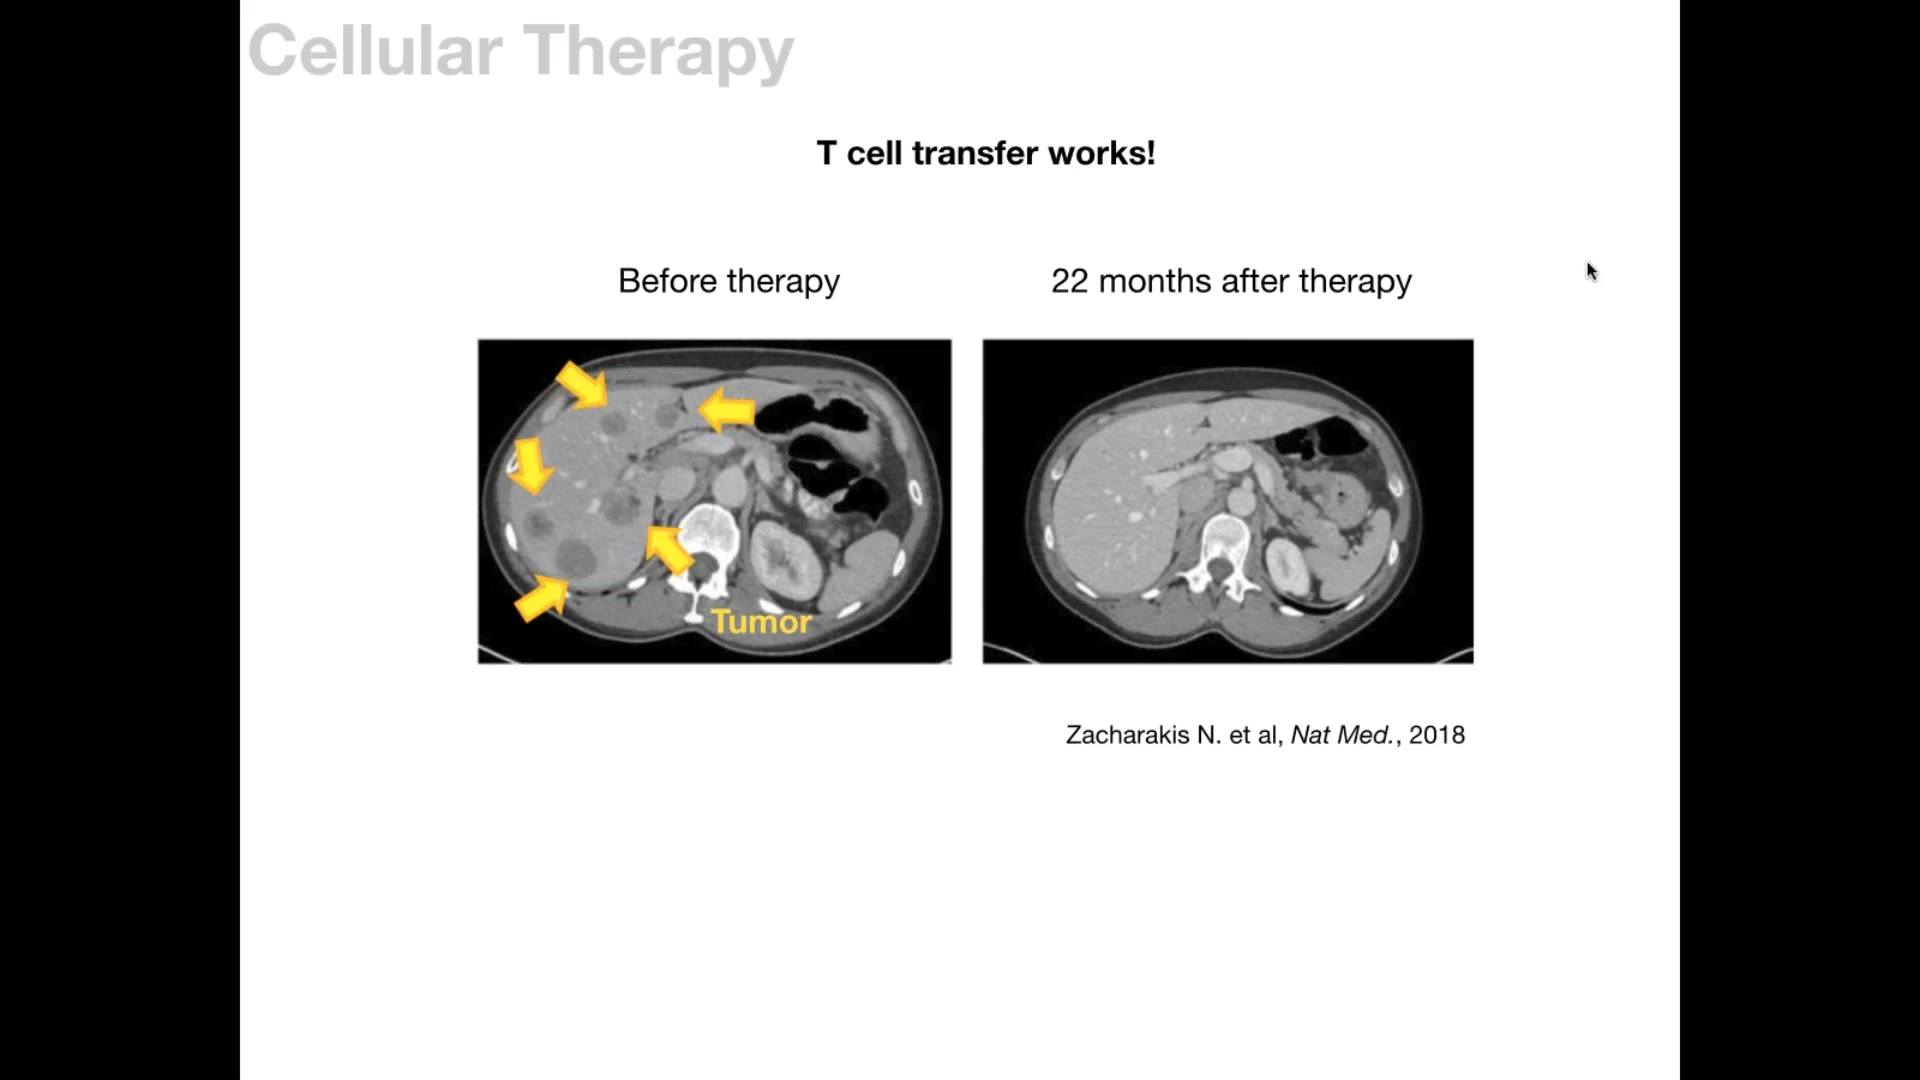 Cellular Therapy
T cell transfer works!
Before therapy
22 months after therapy
Tumor
Zacharakis N. et al, Nat Med., 2018